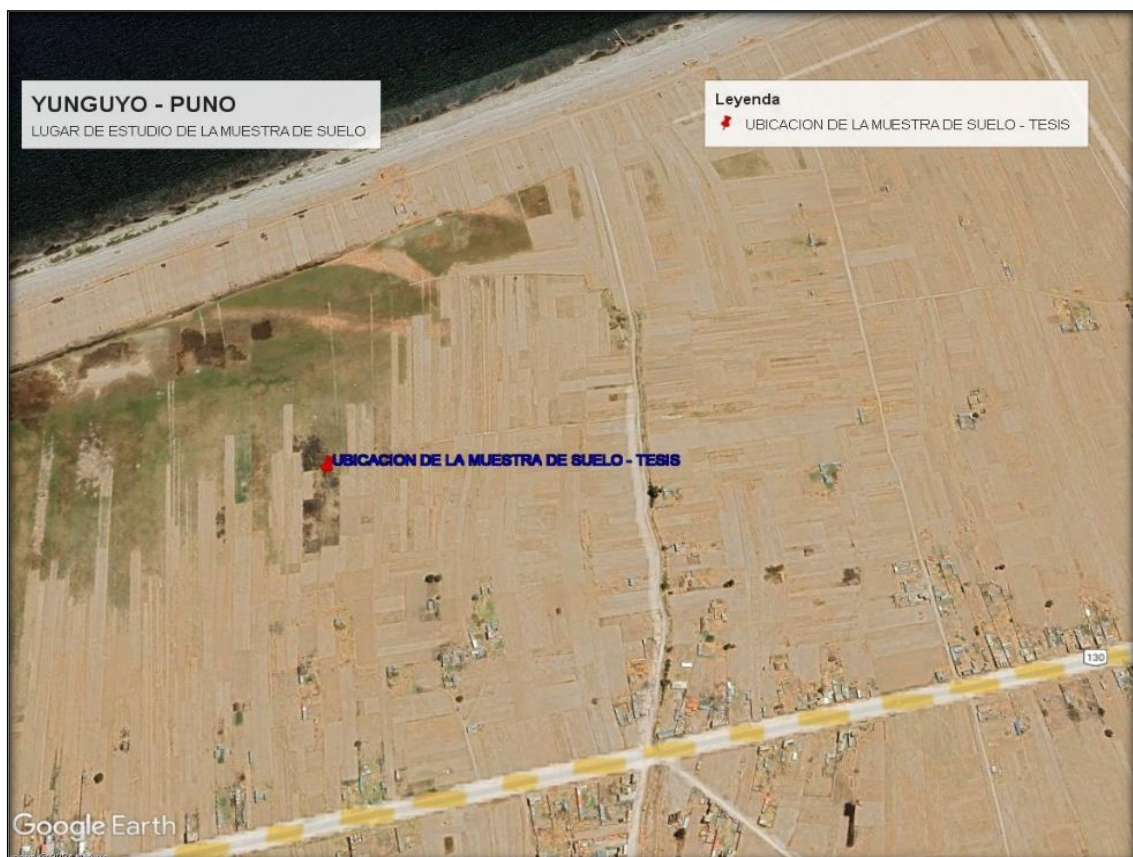 YUNGUYO - PUNO
LUGAR DE ESTUDIO DE LA MUESTRA DE SUELO
Leyenda
UBICACION DE LA MUESTRA DE SUELO - TESIS
UBICACION DE LA MUESTRA DE SUELO - TESIS
130
Google Earth